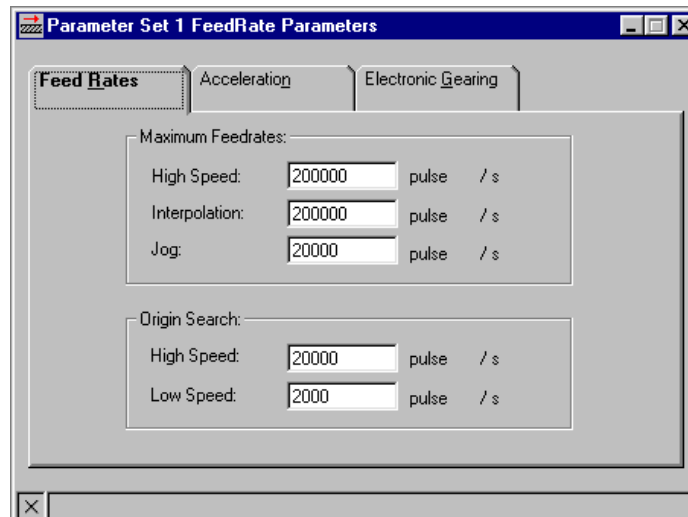 Parameter Set 1 FeedRate Parameters
Feed Rates Acceleration Electronic Gearing
Maximum Feedrates:
High Speed: 200000 pulse / s
Interpolation: 200000 pulse / s
Jog: 20000 pulse / s
Origin Search:
High Speed: 20000 pulse / s
Low Speed: 2000 pulse / s